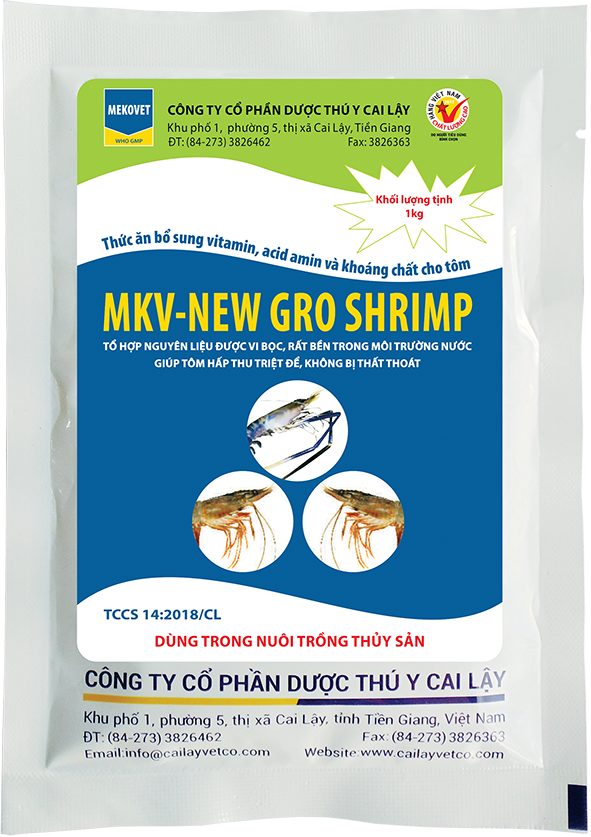 MEKOVET
WHO GMP
CÔNG TY CỔ PHẦN DƯỢC THÚ Y CAI LẬY
Khu phố 1, phường 5, thị xã Cai Lậy, Tiền Giang
ĐT: (84-273) 3826462 Fax: 3826363
HÀNG VIỆT NAM
CHẤT LƯỢNG CAO
DO NGƯỜI TIÊU DÙNG
BÌNH CHỌN
Khối lượng tịnh
1kg
Thức ăn bổ sung vitamin, acid amin và khoáng chất cho tôm
MKV-NEW GRO SHRIMP
TỔ HỢP NGUYÊN LIỆU ĐƯỢC VI BỌC, RẤT BỀN TRONG MÔI TRƯỜNG NƯỚC
GIÚP TÔM HẤP THU TRIỆT ĐỂ, KHÔNG BỊ THẤT THOÁT
TCCS 14:2018/CL
DÙNG TRONG NUÔI TRỒNG THỦY SẢN
CÔNG TY CỔ PHẦN DƯỢC THÚ Y CAI LẬY
Khu phố 1, phường 5, thị xã Cai Lậy, tỉnh Tiền Giang, Việt Nam
ĐT: (84-273) 3826462 Fax: (84-273) 3826363
Email:info@cailayvetco.com Website:www.cailayvetco.com